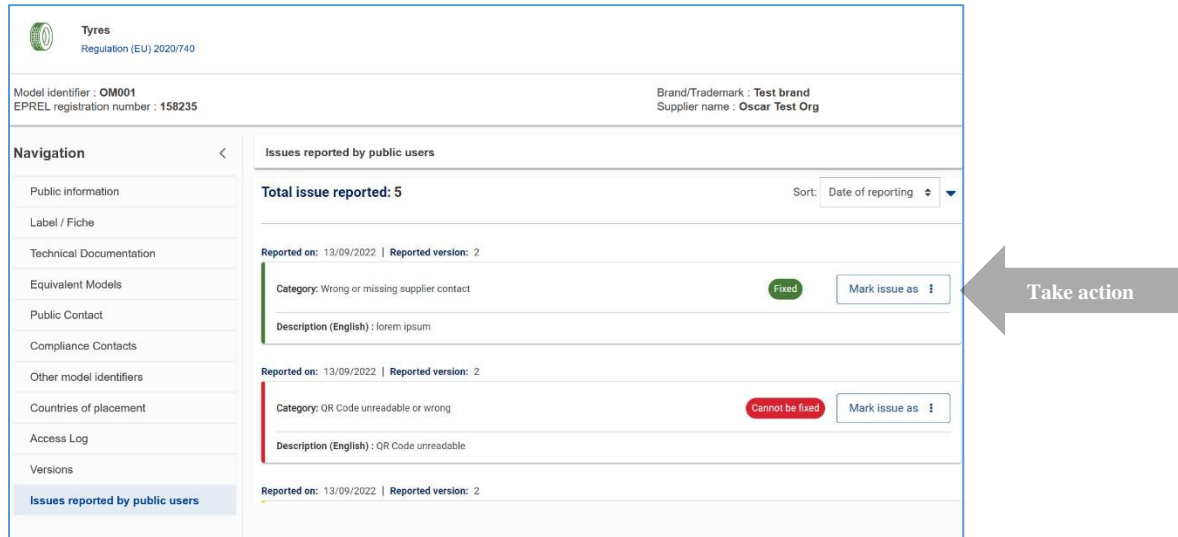 Tyres
Regulation (EU) 2020/740
Model identifier : OM001
EPREL registration number : 158235
Brand/Trademark : Test brand
Supplier name : Oscar Test Org
Navigation
Public information
Label / Fiche
Technical Documentation
Equivalent Models
Public Contact
Compliance Contacts
Other model identifiers
Countries of placement
Access Log
Versions
Issues reported by public users
Issues reported by public users
Total issue reported: 5
Sort: Date of reporting
Reported on: 13/09/2022 | Reported version: 2
Category: Wrong or missing supplier contact
Fixed
Mark issue as
Description (English) : lorem ipsum
Reported on: 13/09/2022 | Reported version: 2
Category: QR Code unreadable or wrong
Cannot be fixed
Mark issue as
Description (English) : QR Code unreadable
Reported on: 13/09/2022 | Reported version: 2
Take action